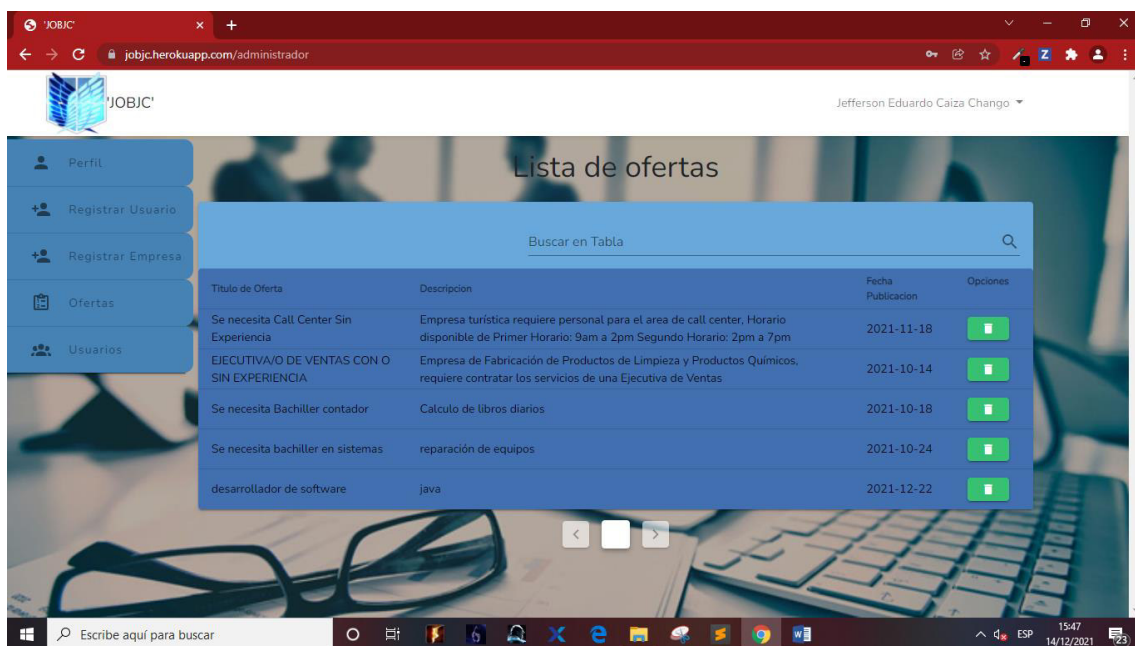 'JOBJC'
jobjc.herokuapp.com/administrador
Z
'JOBJC'
Jefferson Eduardo Caiza Chango
Perfil
Registrar Usuario
Registrar Empresa
Ofertas
Usuarios
Lista de ofertas
Buscar en Tabla
Titulo de Oferta
Descripcion
Fecha
Publicacion
Opciones
Se necesita Call Center Sin
Experiencia
Empresa turística requiere personal para el area de call center, Horario
disponible de Primer Horario: 9am a 2pm Segundo Horario: 2pm a 7pm
2021-11-18
EJECUTIVA/O DE VENTAS CON O
SIN EXPERIENCIA
Empresa de Fabricación de Productos de Limpieza y Productos Químicos,
requiere contratar los servicios de una Ejecutiva de Ventas
2021-10-14
Se necesita Bachiller contador
Calculo de libros diarios
2021-10-18
Se necesita bachiller en sistemas
reparación de equipos
2021-10-24
desarrollador de software
java
2021-12-22
Escribe aquí para buscar
ESP
15:47
14/12/2021
23